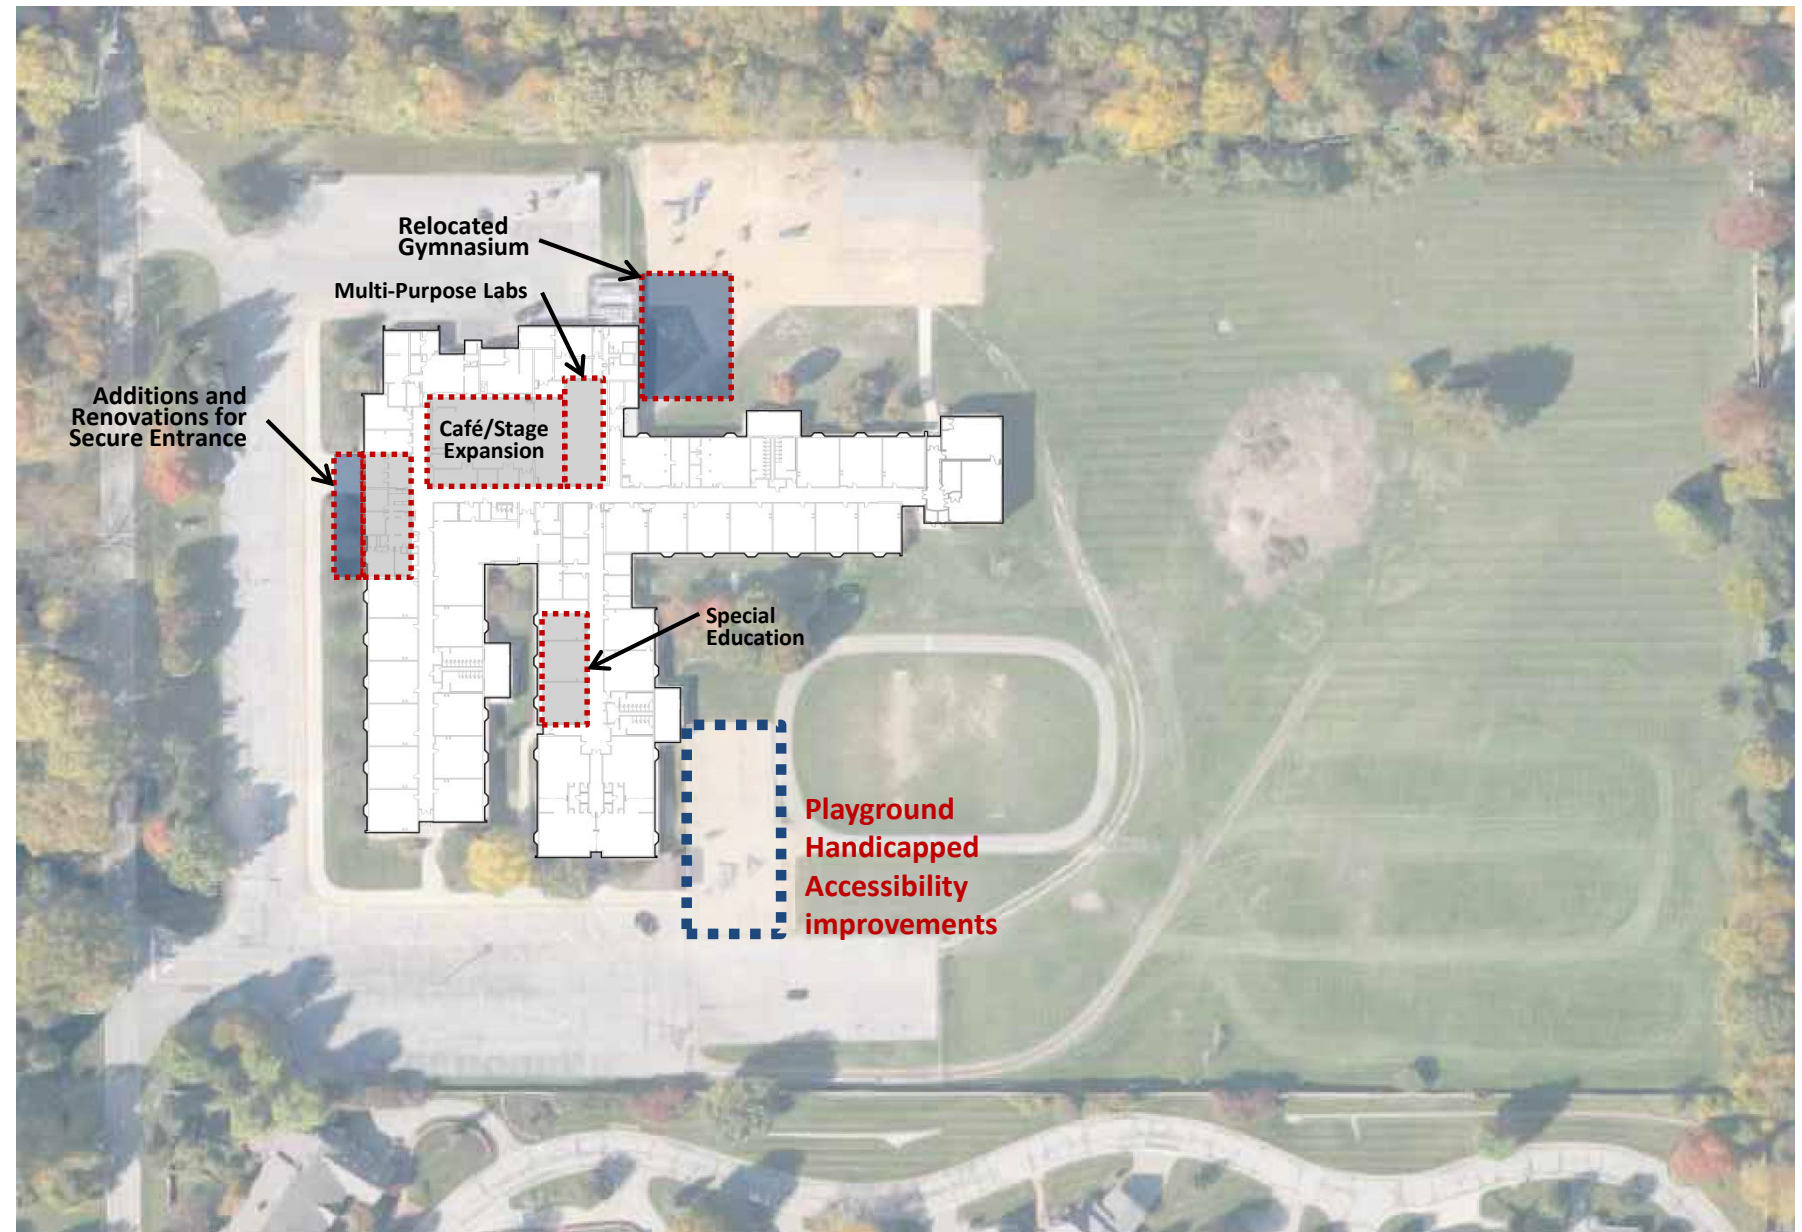 Relocated
Gymnasium
Multi-Purpose Labs
Additions and
Renovations for
Secure Entrance
Café/Stage
Expansion
Special
Education
Playground
Handicapped
Accessibility
improvements